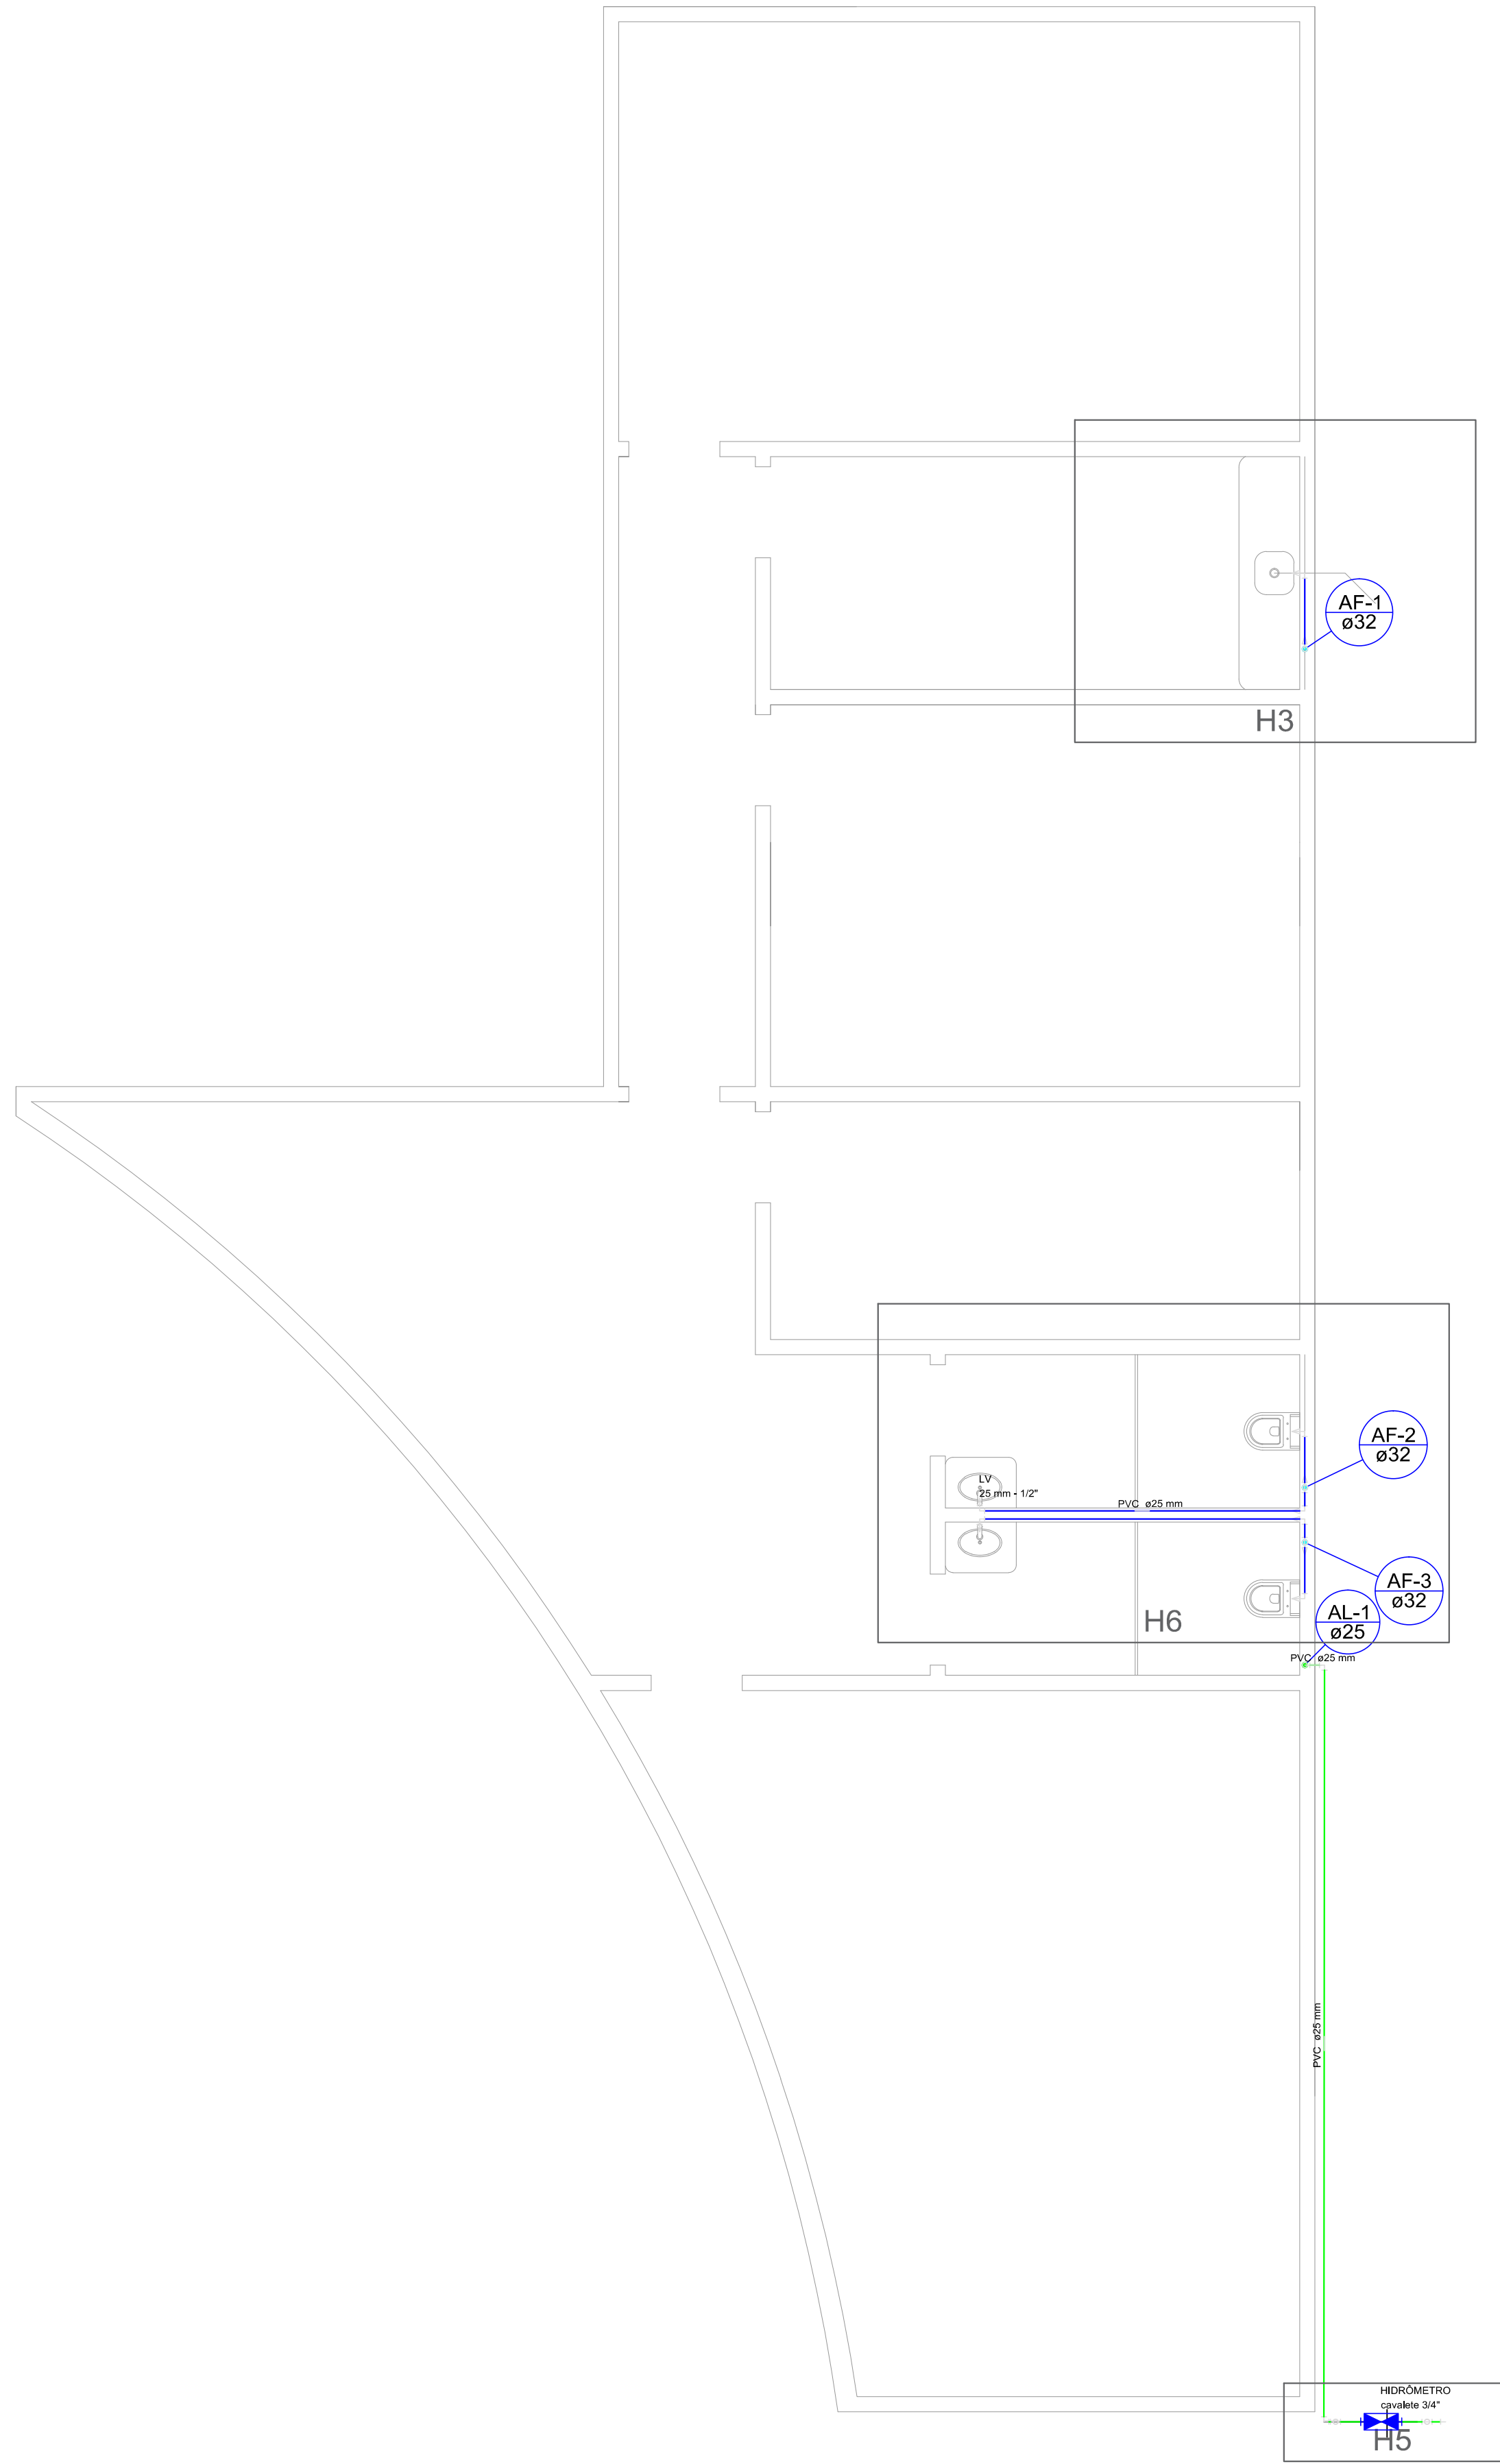 AF-1
ø32
H3
AF-2
ø32
LV
25 mm - 1/2"
PVC ø25 mm
AF-3
ø32
AL-1
ø25
H6
PVC ø25 mm
PVC ø25 mm
HIDRÔMETRO
cavalete 3/4"
H5